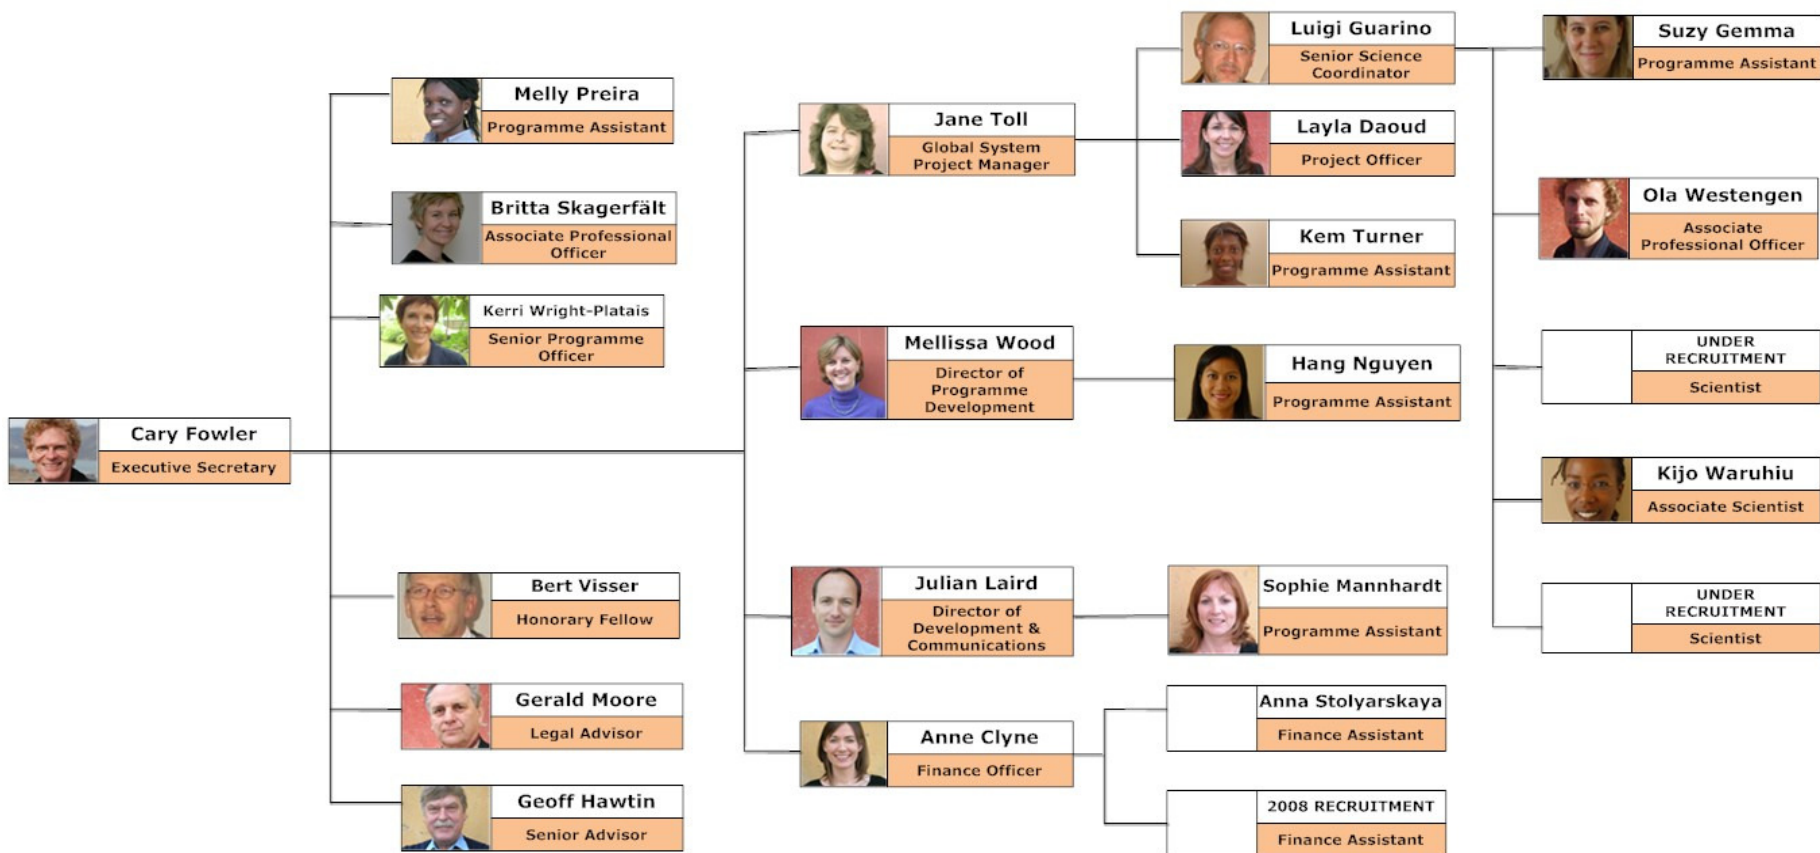 Cary Fowler
Executive Secretary
Melly Preira
Programme Assistant
Britta Skagerfält
Associate Professional
Officer
Kerri Wright-Platais
Senior Programme
Officer
Bert Visser
Honorary Fellow
Gerald Moore
Legal Advisor
Geoff Hawtin
Senior Advisor
Jane Toll
Global System
Project Manager
Mellissa Wood
Director of
Programme
Development
Julian Laird
Director of
Development &
Communications
Anne Clyne
Finance Officer
Luigi Guarino
Senior Science
Coordinator
Layla Daoud
Project Officer
Kem Turner
Programme Assistant
Hang Nguyen
Programme Assistant
Sophie Mannhardt
Programme Assistant
Anna Stolyarskaya
Finance Assistant
2008 RECRUITMENT
Finance Assistant
Suzy Gemma
Programme Assistant
Ola Westengen
Associate
Professional Officer
UNDER
RECRUITMENT
Scientist
Kijo Waruhiu
Associate Scientist
UNDER
RECRUITMENT
Scientist